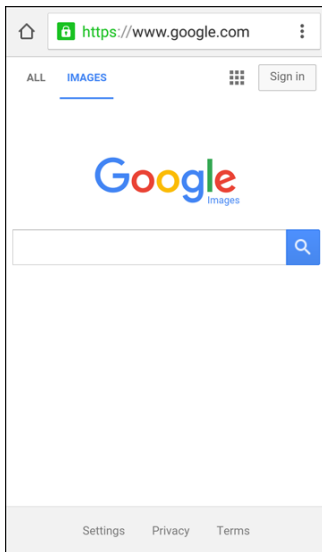 https://www.google.com
ALL IMAGES Sign in
Google
Images
Settings Privacy Terms